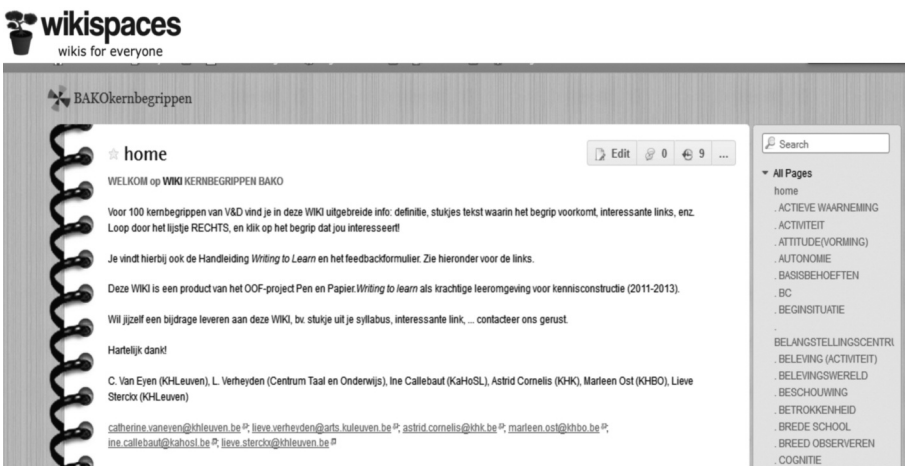 wikispaces
wikis for everyone
BAKOkernbegrippen
home
Edit 0 9 ...
WELKOM op WIKI KERNBEGRIPPEN BAKO
Voor 100 kernbegrippen van V&D vind je in deze WIKI uitgebreide info: definitie, stukjes tekst waarin het begrip voorkomt, interessante links, enz.
Loop door het lijstje RECHTS, en klik op het begrip dat jou interesseert!
Je vindt hierbij ook de Handleiding Writing to Learn en het feedbackformulier. Zie hieronder voor de links.
Deze WIKI is een product van het OOF-project Pen en Papier.Writing to learn als krachtige leeromgeving voor kennisconstructie (2011-2013).
Wil jijzelf een bijdrage leveren aan deze WIKI, bv. stukje uit je syllabus, interessante link, ... contacteer ons gerust.
Hartelijk dank!
C. Van Eyen (KHLeuven), L. Verheyden (Centrum Taal en Onderwijs), Ine Callebaut (KaHoSL), Astrid Cornelis (KHK), Marleen Ost (KHBO), Lieve
Sterckx (KHLeuven)
catherine.vaneyen@khleuven.be; lieve.verheyden@arts.kuleuven.be; astrid.cornelis@khk.be; marleen.ost@khbo.be;
ine.callebaut@kahosl.be; lieve.sterckx@khleuven.be
Search
All Pages
home
. ACTIEVE WAARNEMING
. ACTIVITEIT
. ATTITUDE(VORMING)
. AUTONOMIE
. BASISBEHOEFTEN
. BC
. BEGINSITUATIE
.
BELANGSTELLINGSCENTRU
. BELEVING (ACTIVITEIT)
. BELEVINGSWERELD
. BESCHOUWING
. BETROKKENHEID
. BREDE SCHOOL
. BREED OBSERVEREN
. COGNITIE